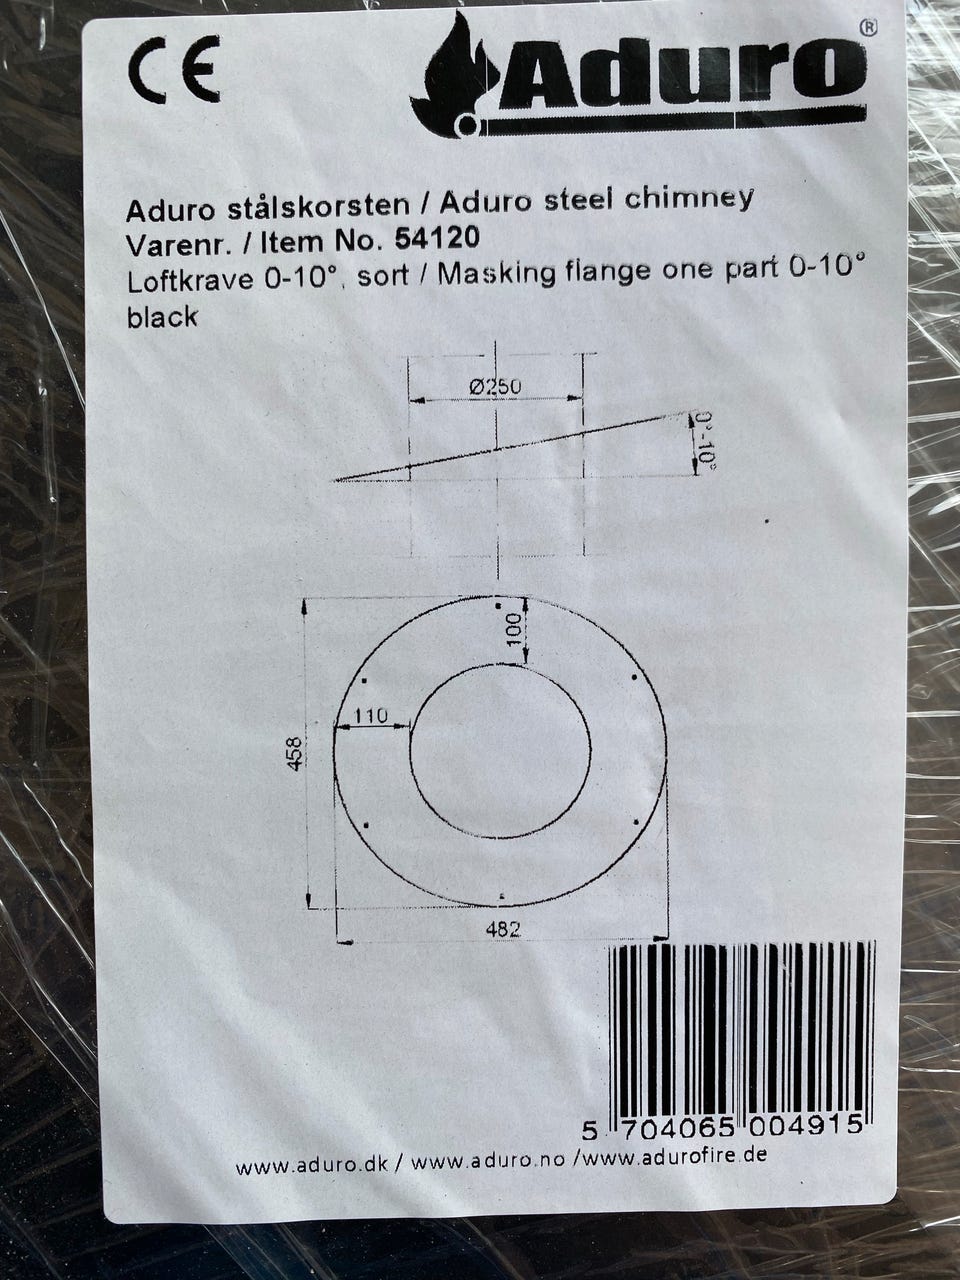 CE
Aduro®
Aduro stålskorsten / Aduro steel chimney
Varenr. / Item No. 54120
Loftkrave 0-10°, sort / Masking flange one part 0-10°
black
Ø250
0°-10°
100
110
458
482
5 704065 004915
www.aduro.dk / www.aduro.no /www.adurofire.de